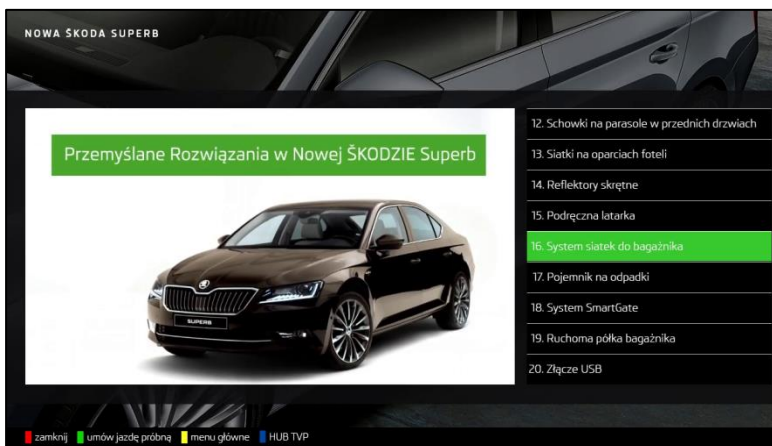 NOWA ŠKODA SUPERB
Przemyślane Rozwiązania w Nowej ŠKODZIE Superb
SUPERB
12. Schowki na parasole w przednich drzwiach
13. Siatki na oparciach foteli
14. Reflektory skrętne
15. Podręczna latarka
16. System siatek do bagażnika
17. Pojemnik na odpadki
18. System SmartGate
19. Ruchoma półka bagażnika
20. Złącze USB
zamknij umów jazdę próbną menu główne HUB TVP